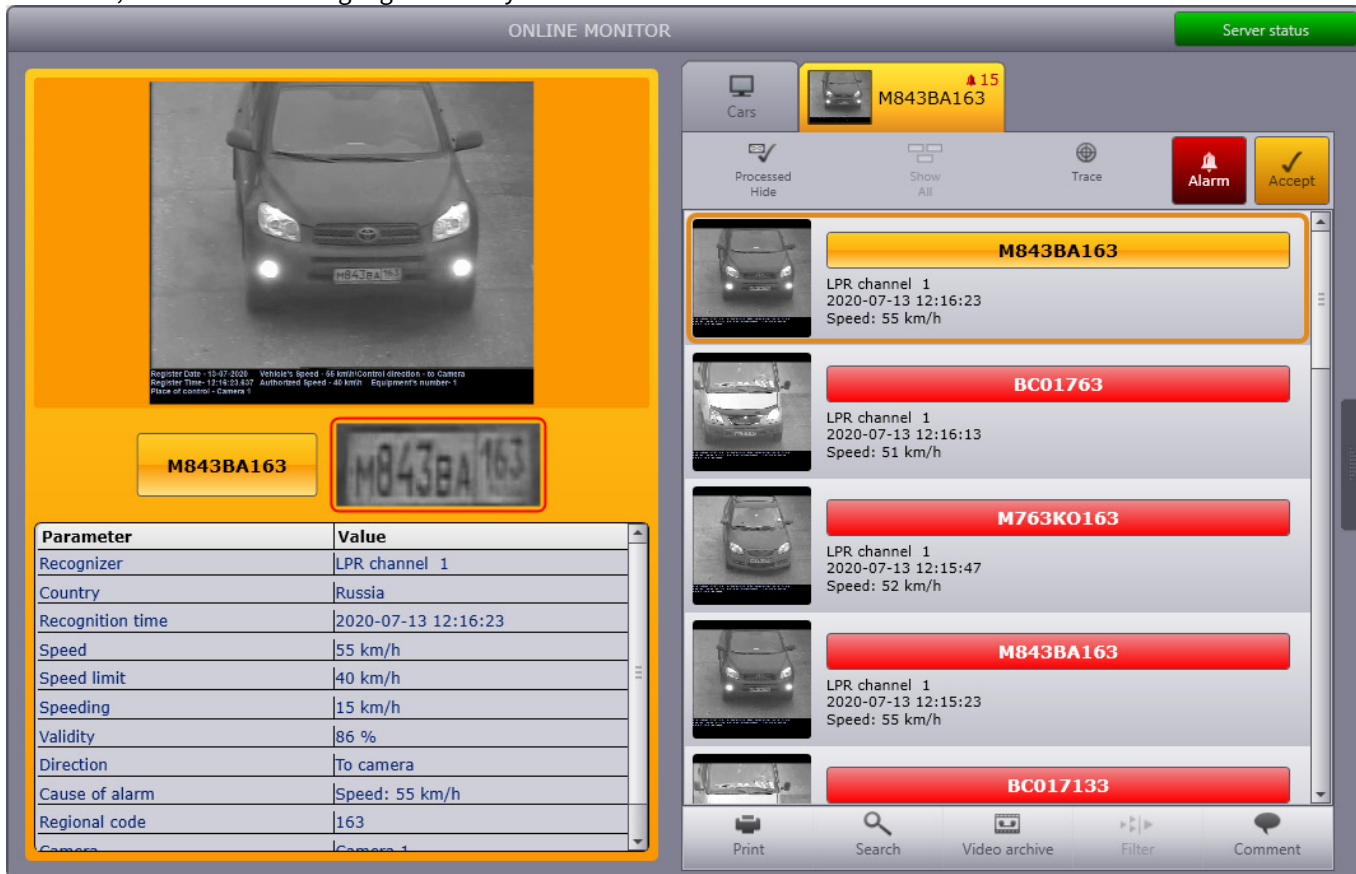 ONLINE MONITOR
Server status
Register Date - 13-07-2020 Vehicle's Speed - 55 km\h\Control direction - to Camera
Register Time- 12:16:23.637 Authorized Speed - 40 km\h Equipment's number- 1
Place of control - Camera 1
M843BA163
M843BA 163
Parameter Value
Recognizer LPR channel 1
Country Russia
Recognition time 2020-07-13 12:16:23
Speed 55 km/h
Speed limit 40 km/h
Speeding 15 km/h
Validity 86 %
Direction To camera
Cause of alarm Speed: 55 km/h
Regional code 163
Camera Camera 1
Cars
15
M843BA163
Processed
Hide
Show
All
Trace
Alarm
Accept
M843BA163
LPR channel 1
2020-07-13 12:16:23
Speed: 55 km/h
BC01763
LPR channel 1
2020-07-13 12:16:13
Speed: 51 km/h
M763KO163
LPR channel 1
2020-07-13 12:15:47
Speed: 52 km/h
M843BA163
LPR channel 1
2020-07-13 12:15:23
Speed: 55 km/h
BC017133
Print
Search
Video archive
Filter
Comment